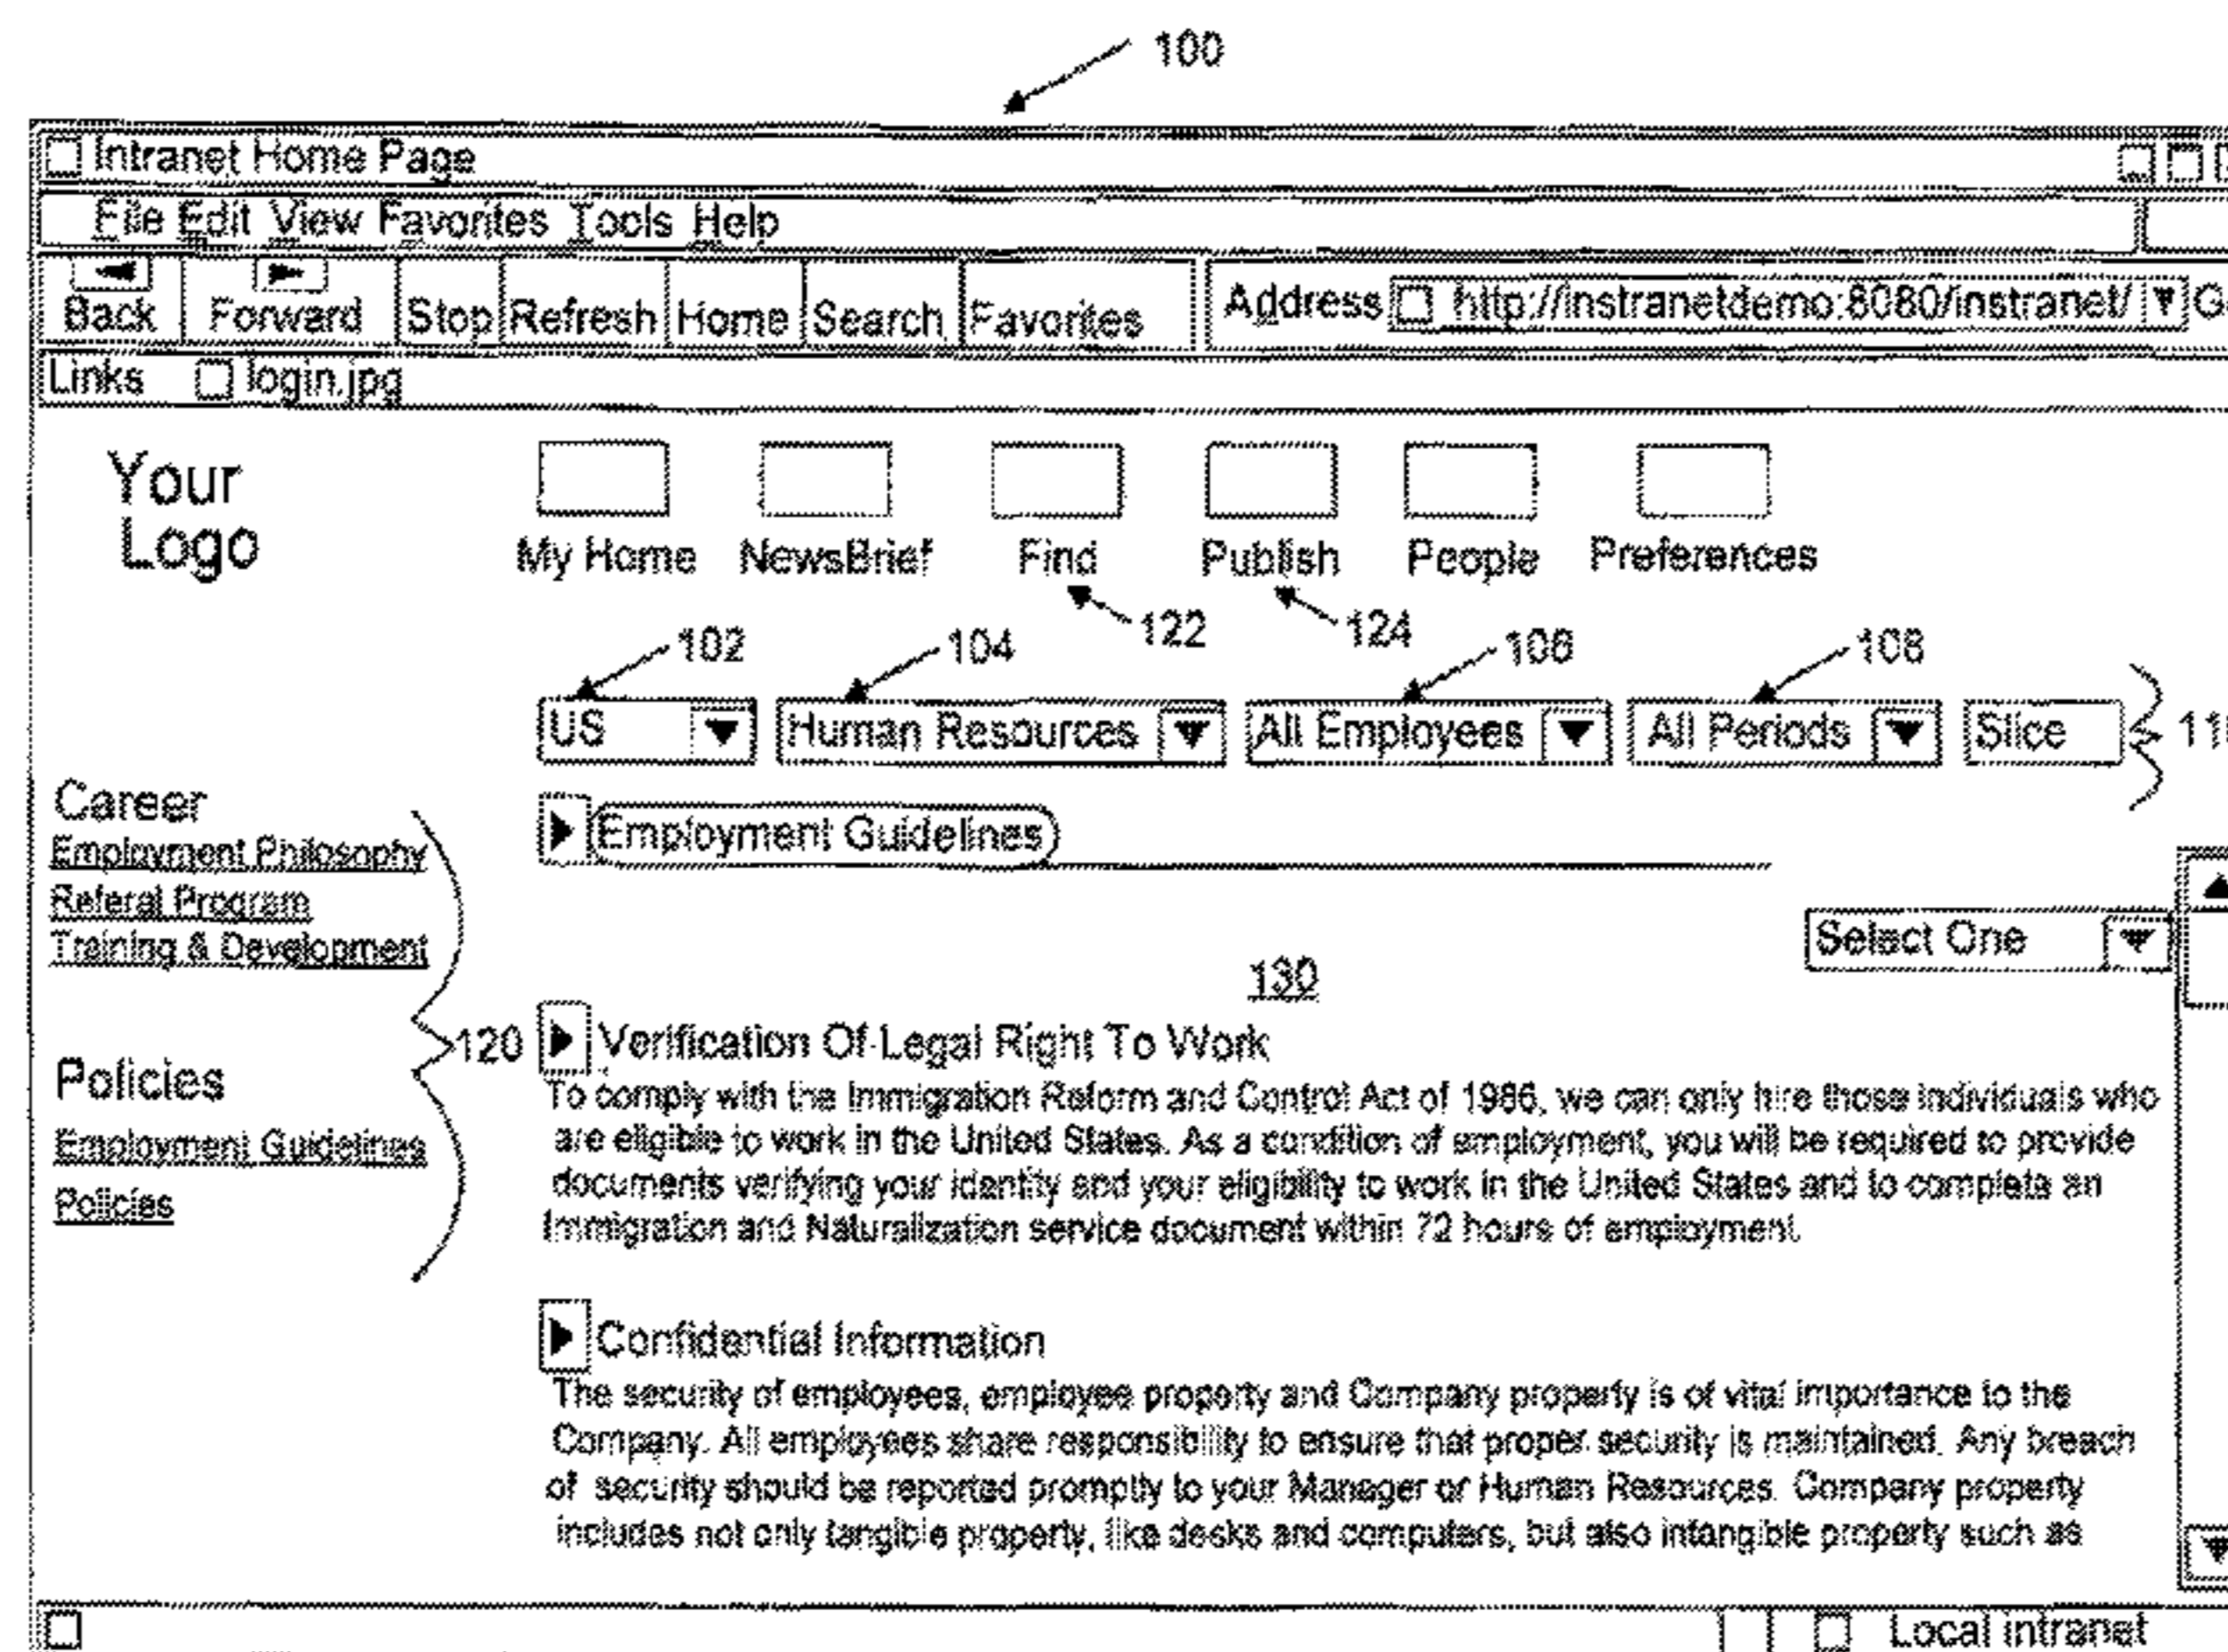 100
Intranet Home Page
File Edit View Favorites Tools Help
Back Forward Stop Refresh Home Search Favorites Address http://instranetdemo:8080/instranet/
Links login.jpg
Your
Logo
My Home NewsBrief Find Publish People Preferences
122 124
102 104 106 108
US Human Resources All Employees All Periods Slice
Career
Employment Guidelines
Employment Philosophy
Referal Program
Training & Development
Select One
130
120
Verification Of Legal Right To Work
Policies
To comply with the Immigration Reform and Control Act of 1986, we can only hire those individuals who
are eligible to work in the United States. As a condition of employment, you will be required to provide
Employment Guidelines
documents verifying your identity and your eligibility to work in the United States and to complete an
Policies
Immigration and Naturalization service document within 72 hours of employment.
Confidential Information
The security of employees, employee property and Company property is of vital importance to the
Company. All employees share responsibility to ensure that proper security is maintained. Any breach
of security should be reported promptly to your Manager or Human Resources. Company property
includes not only tangible property, like desks and computers, but also intangible property such as
Local intranet